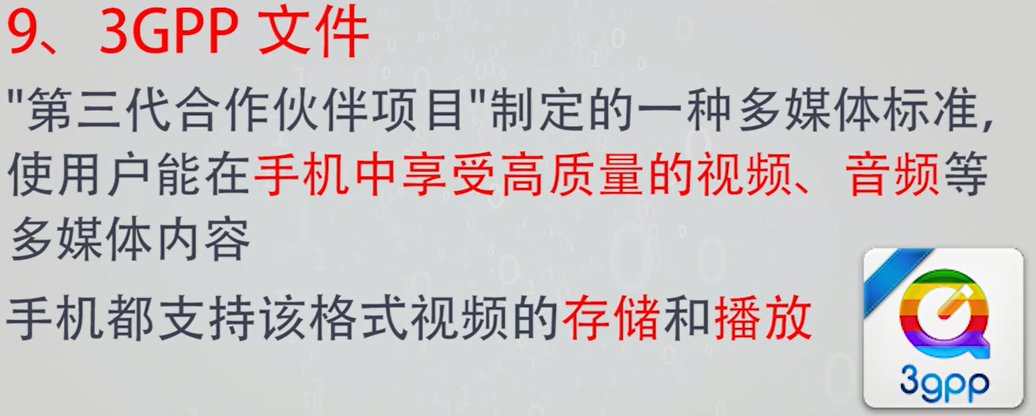 9、3GPP 文件
"第三代合作伙伴项目"制定的一种多媒体标准,
使用户能在手机中享受高质量的视频、音频等
多媒体内容
手机都支持该格式视频的存储和播放
3gpp